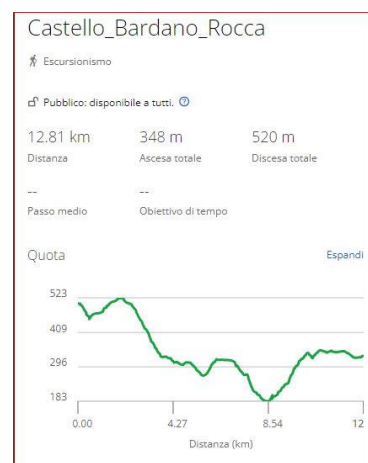 Castello_Bardano_Rocca
Escursionismo
Pubblico: disponibile a tutti.
12.81 km 348 m 520 m
Distanza Ascesa totale Discesa totale
-- --
Passo medio Obiettivo di tempo
Quota Espandi
523
409
296
183
0.00 4.27 8.54 12
Distanza (km)